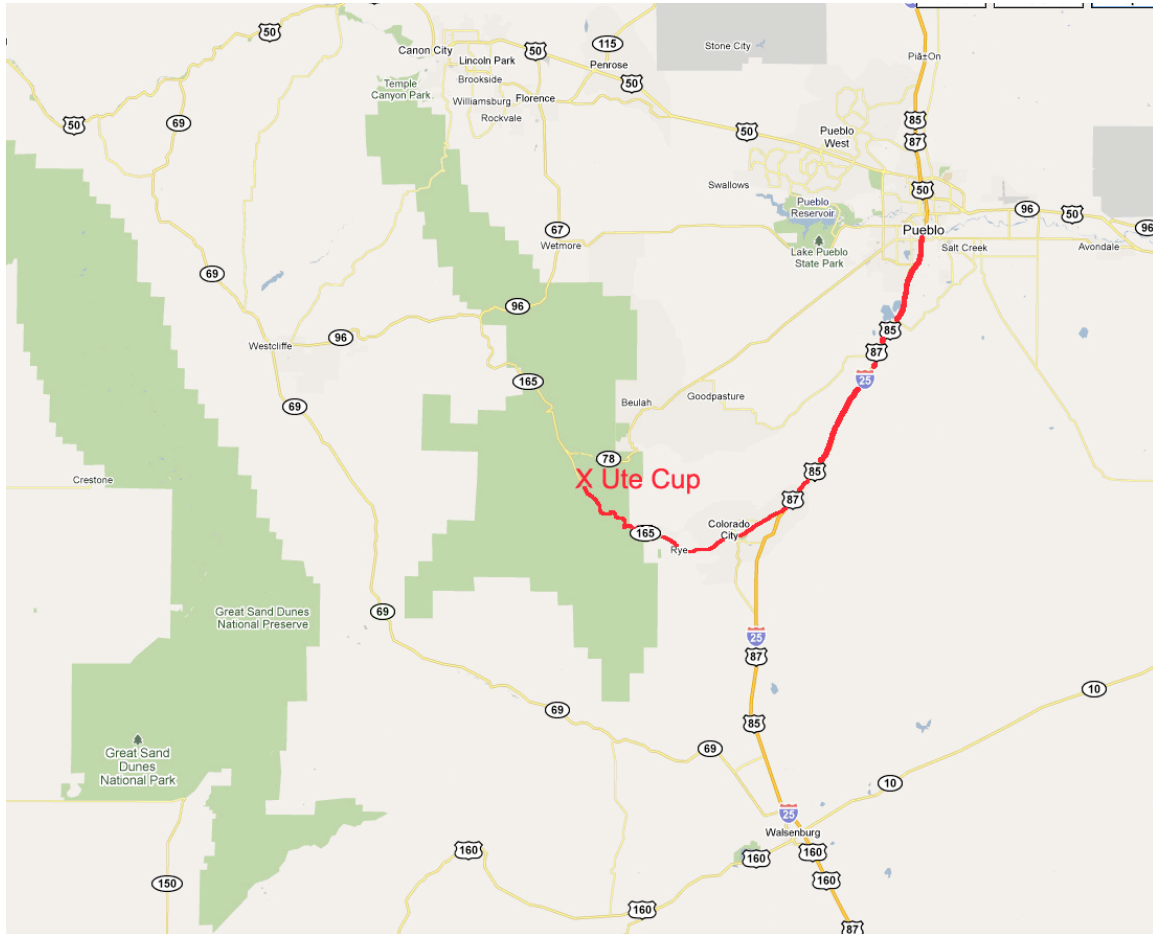 50
115
Stone City
Canon City
50
Lincoln Park
Penrose
Piã±On
Temple
Canyon Park
Brookside
50
Williamsburg
Florence
Rockvale
50
69
85
87
Pueblo
West
50
Swallows
50
Pueblo
Reservoir
96
50
96
67
Wetmore
Pueblo
Salt Creek
Avondale
Lake Pueblo
State Park
69
96
85
Westcliffe
96
87
25
165
69
Beulah
Goodpasture
78
85
X Ute Cup
Crestone
87
165
Colorado
City
Rye
Great Sand Dunes
National Preserve
69
25
87
10
69
85
69
Great Sand
Dunes
National Park
10
25
Walsenburg
160
160
160
160
150
160
87